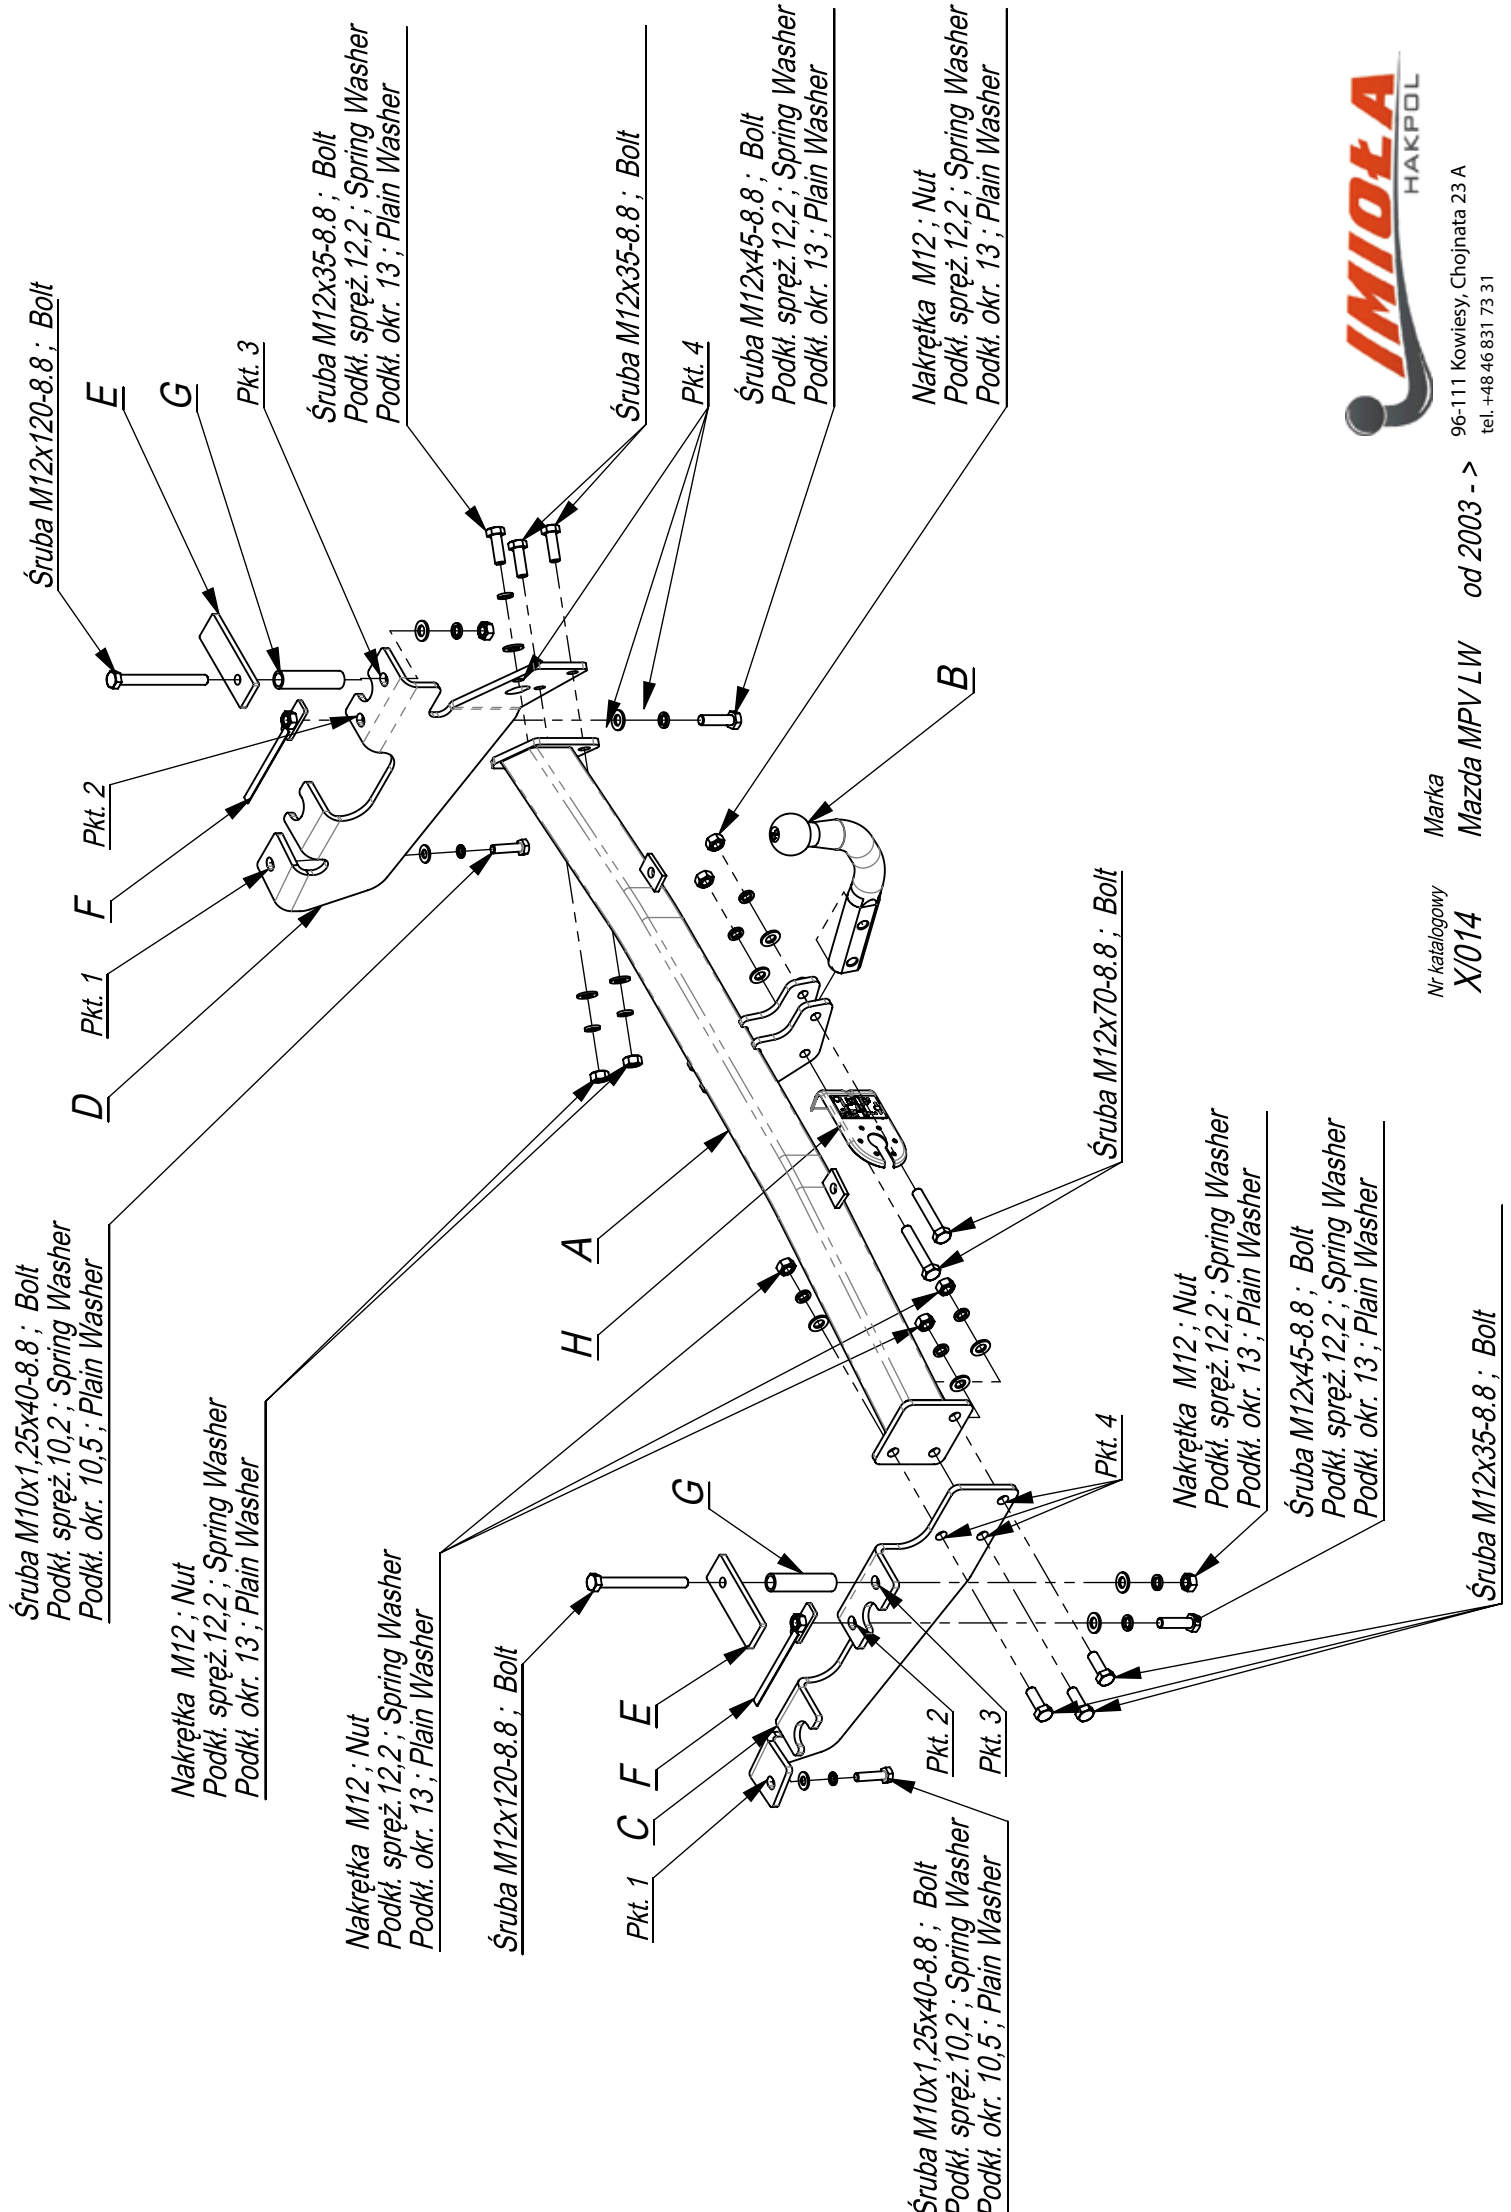 Śruba M10x1,25x40-8.8 ; Bolt
Podkł. spręż.10,2 ; Spring Washer
Podkł. okr. 10,5 ; Plain Washer
Nakrętka M12 ; Nut
Podkł. spręż.12,2 ; Spring Washer
Podkł. okr. 13 ; Plain Washer
Nakrętka M12 ; Nut
Podkł. spręż.12,2 ; Spring Washer
Podkł. okr. 13 ; Plain Washer
Śruba M12x120-8.8 ; Bolt
Pkt. 1
C
F
E
G
Śruba M10x1,25x40-8.8 ; Bolt
Podkł. spręż.10,2 ; Spring Washer
Podkł. okr. 10,5 ; Plain Washer
Pkt. 2
Pkt. 3
Pkt. 4
Nakrętka M12 ; Nut
Podkł. spręż.12,2 ; Spring Washer
Podkł. okr. 13 ; Plain Washer
Śruba M12x45-8.8 ; Bolt
Podkł. spręż.12,2 ; Spring Washer
Podkł. okr. 13 ; Plain Washer
Śruba M12x35-8.8 ; Bolt
H
A
Śruba M12x70-8.8 ; Bolt
D
Pkt. 1
F
Pkt. 2
Śruba M12x120-8.8 ; Bolt
E
G
Pkt. 3
Śruba M12x35-8.8 ; Bolt
Podkł. spręż.12,2 ; Spring Washer
Podkł. okr. 13 ; Plain Washer
Śruba M12x35-8.8 ; Bolt
Pkt. 4
Śruba M12x45-8.8 ; Bolt
Podkł. spręż.12,2 ; Spring Washer
Podkł. okr. 13 ; Plain Washer
Nakrętka M12 ; Nut
Podkł. spręż.12,2 ; Spring Washer
Podkł. okr. 13 ; Plain Washer
B
Nr katalogowy
X/014
Marka
Mazda MPV LW od 2003 - >
IMIOŁA
HAKPOL
96-111 Kowiesy, Chojnata 23 A
tel. +48 46 831 73 31